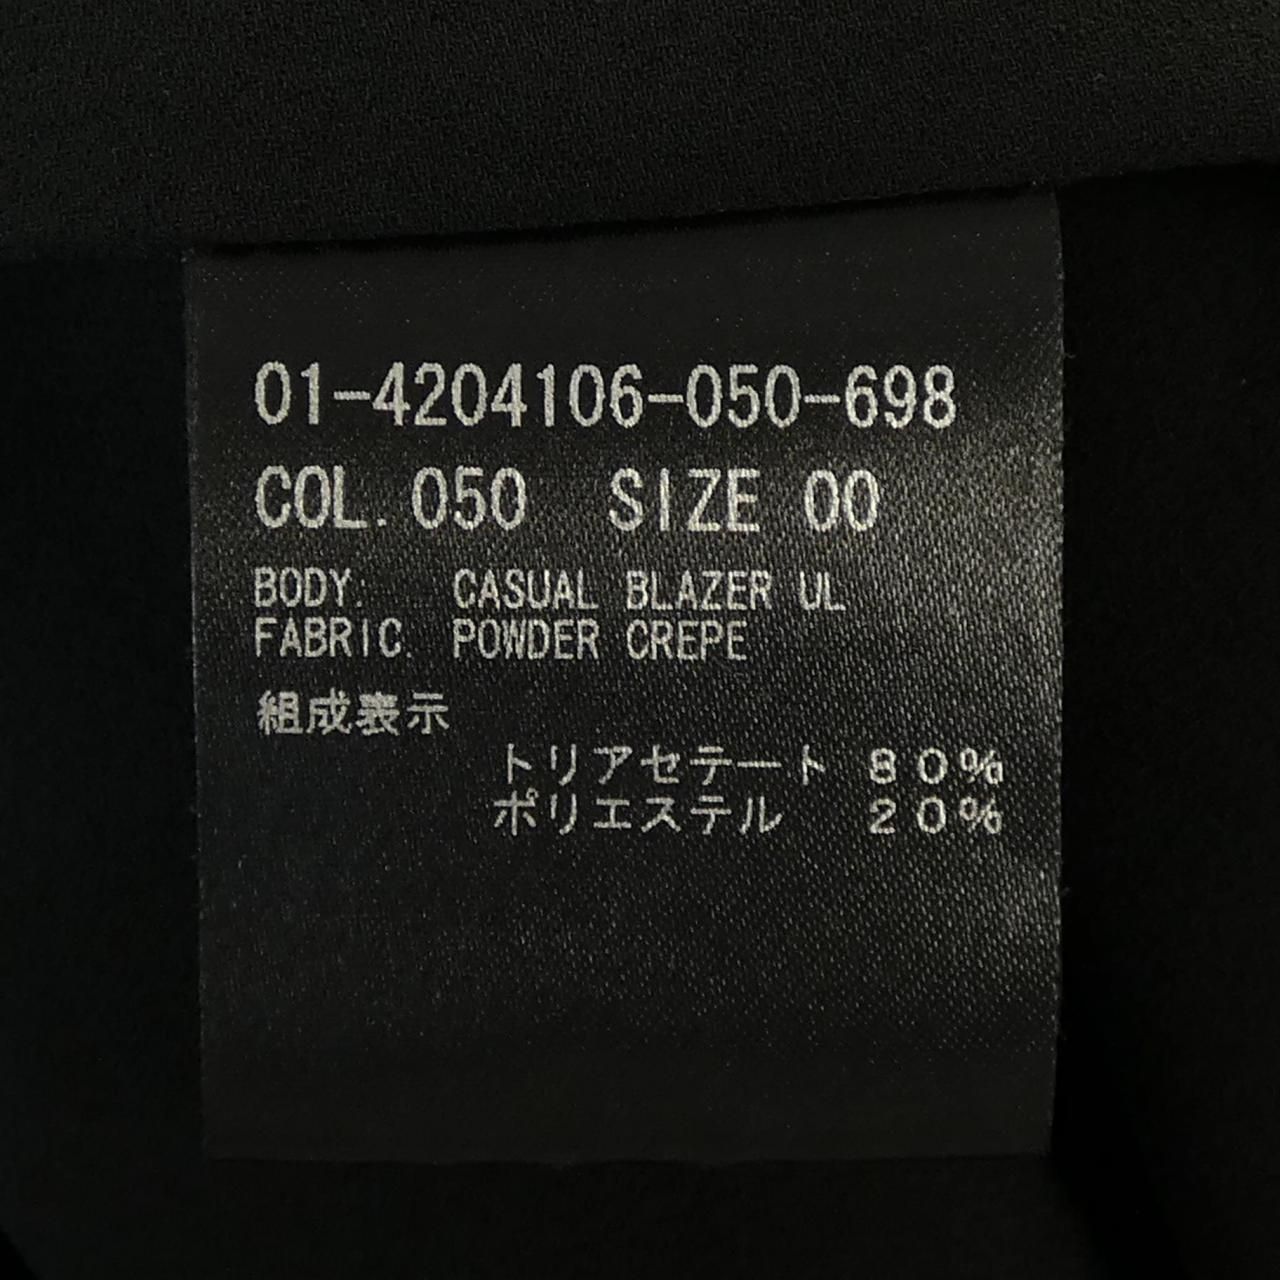 01-4204106-050-698
COL. 050 SIZE 00
BODY: CASUAL BLAZER UL
FABRIC. POWDER CREPE
組成表示
トリアセテート 80%
ポリエステル 20%